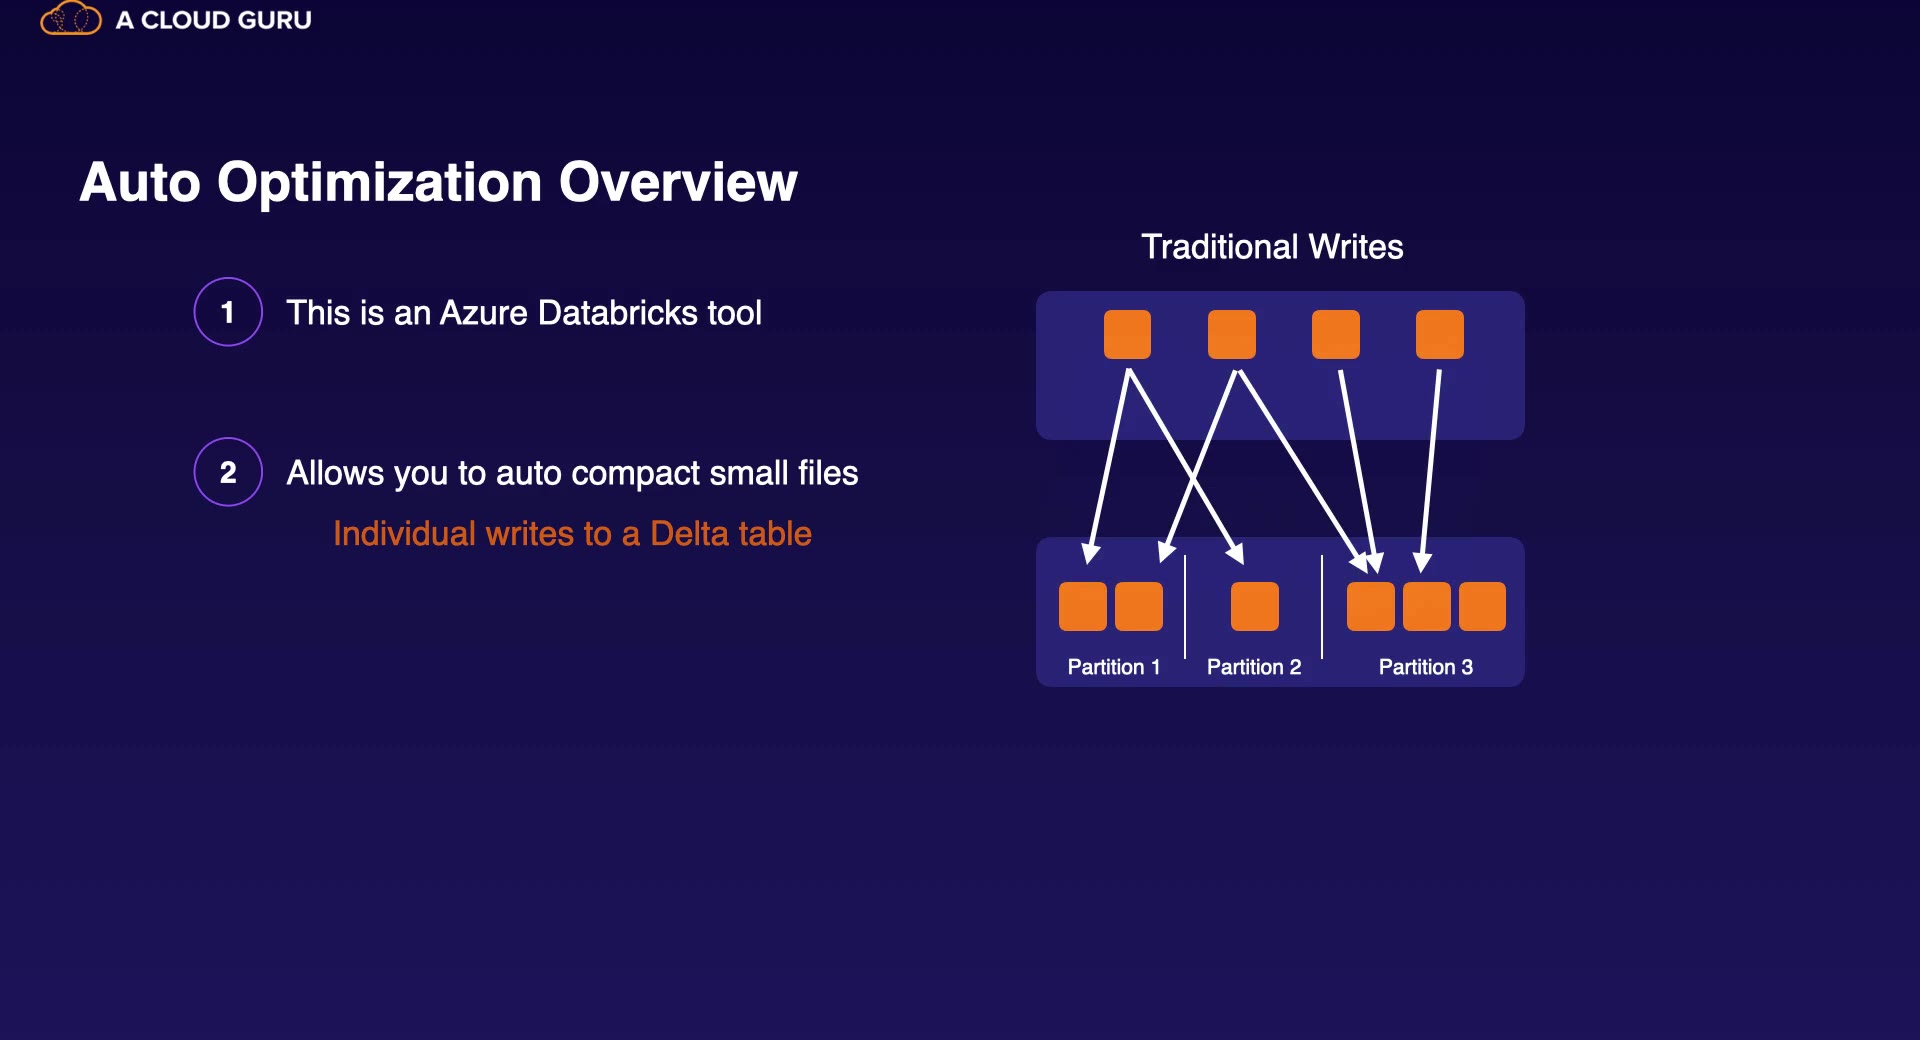 A CLOUD GURU
Auto Optimization Overview
1 This is an Azure Databricks tool
2 Allows you to auto compact small files
Individual writes to a Delta table
Traditional Writes
Partition 1 Partition 2 Partition 3